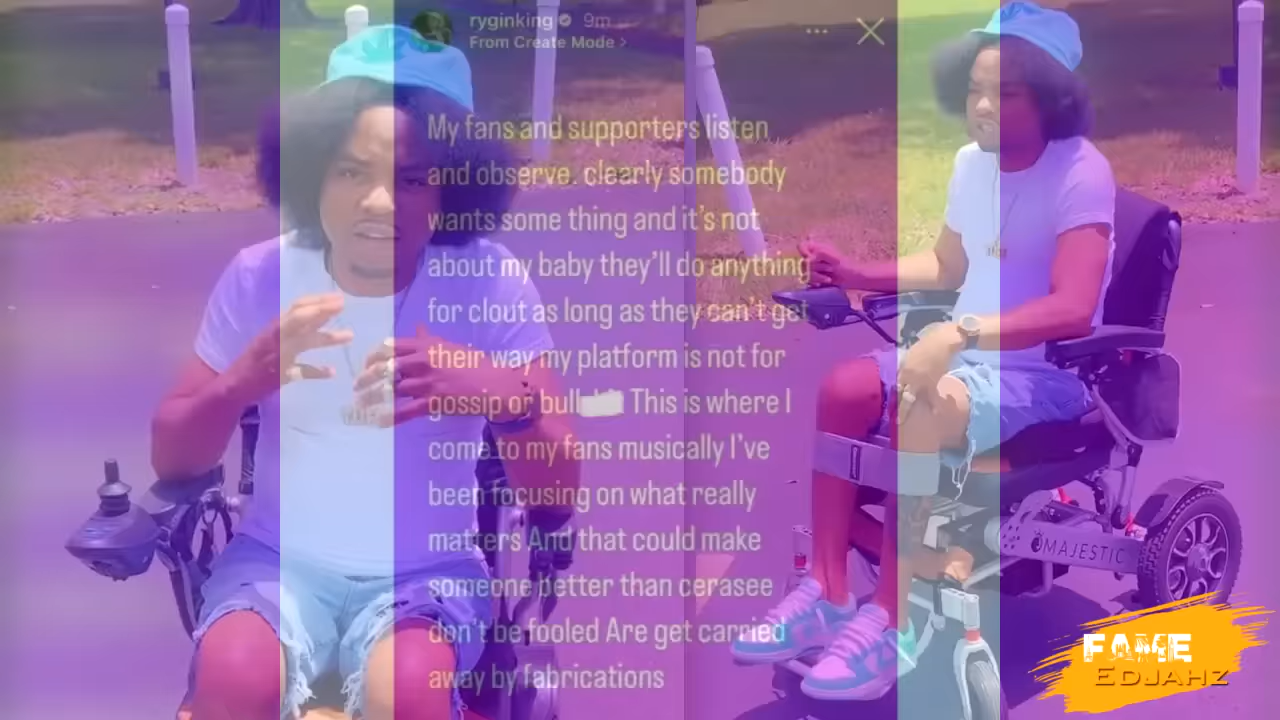 ryginking 9m
From Create Mode >
My fans and supporters listen
and observe. clearly somebody
wants some thing and it's not
about my baby they'll do anything
for clout as long as they can't get
their way my platform is not for
gossip or bull This is where I
come to my fans musically I've
been focusing on what really
matters And that could make
someone better than cerasee
don't be fooled Are get carried
away by fabrications
MAJESTIC
FAME
EDJAHZ